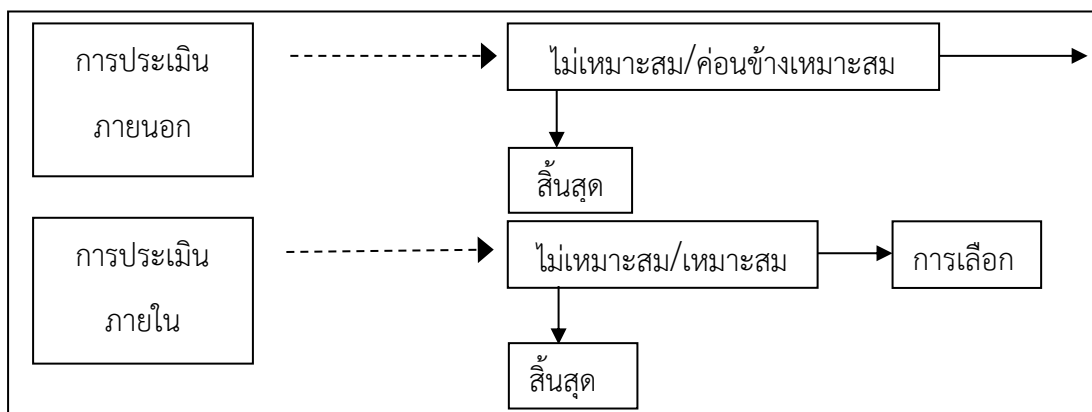 การประเมิน
ภายนอก
ไม่เหมาะสม/ค่อนข้างเหมาะสม
สิ้นสุด
การประเมิน
ภายใน
ไม่เหมาะสม/เหมาะสม
การเลือก
สิ้นสุด